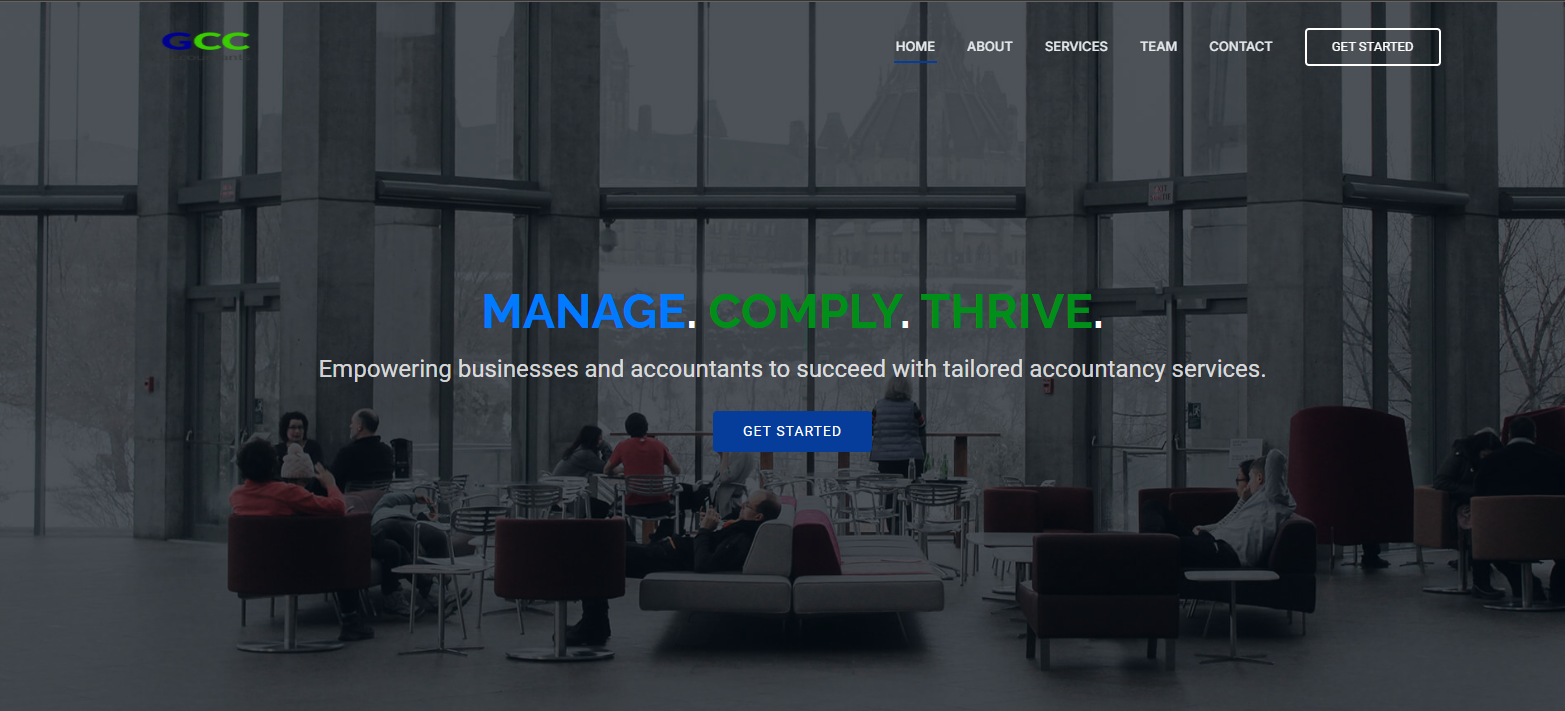 GCC
HOME ABOUT SERVICES TEAM CONTACT GET STARTED
MANAGE. COMPLY. THRIVE.
Empowering businesses and accountants to succeed with tailored accountancy services.
GET STARTED